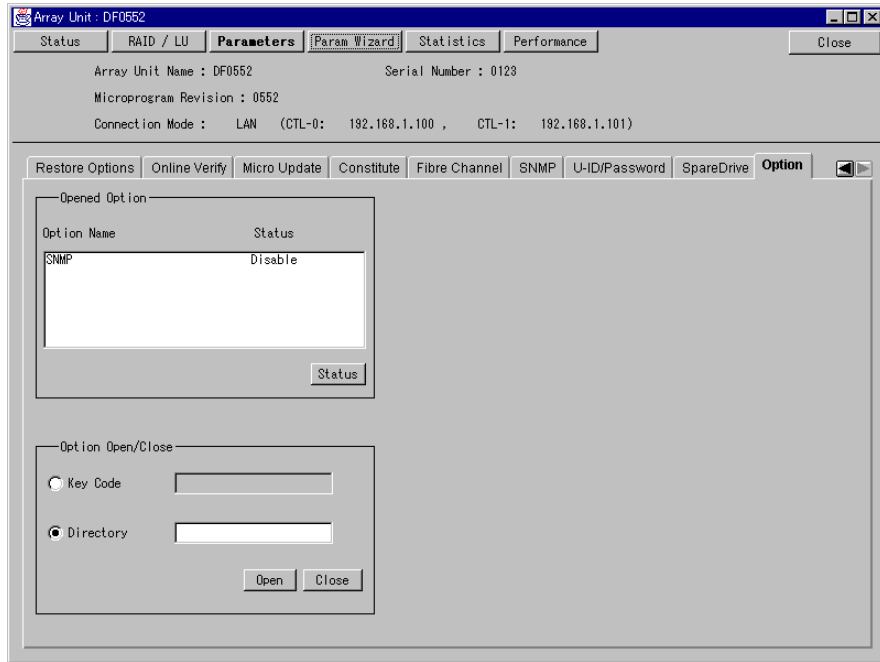 Array Unit : DF0552
Status RAID / LU Parameters Param Wizard Statistics Performance Close
Array Unit Name : DF0552 Serial Number : 0123
Microprogram Revision : 0552
Connection Mode : LAN (CTL-0: 192.168.1.100 , CTL-1: 192.168.1.101)
Restore Options Online Verify Micro Update Constitute Fibre Channel SNMP U-ID/Password SpareDrive Option
Opened Option
Option Name Status
SNMP Disable
Status
Option Open/Close
Key Code
Directory
Open Close